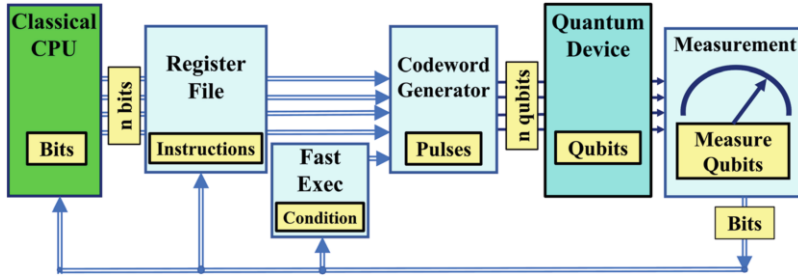 Classical
CPU
Bits
n bits
Register
File
Instructions
Fast
Exec
Condition
Codeword
Generator
Pulses
n qubits
Quantum
Device
Qubits
Measurement
Measure
Qubits
Bits